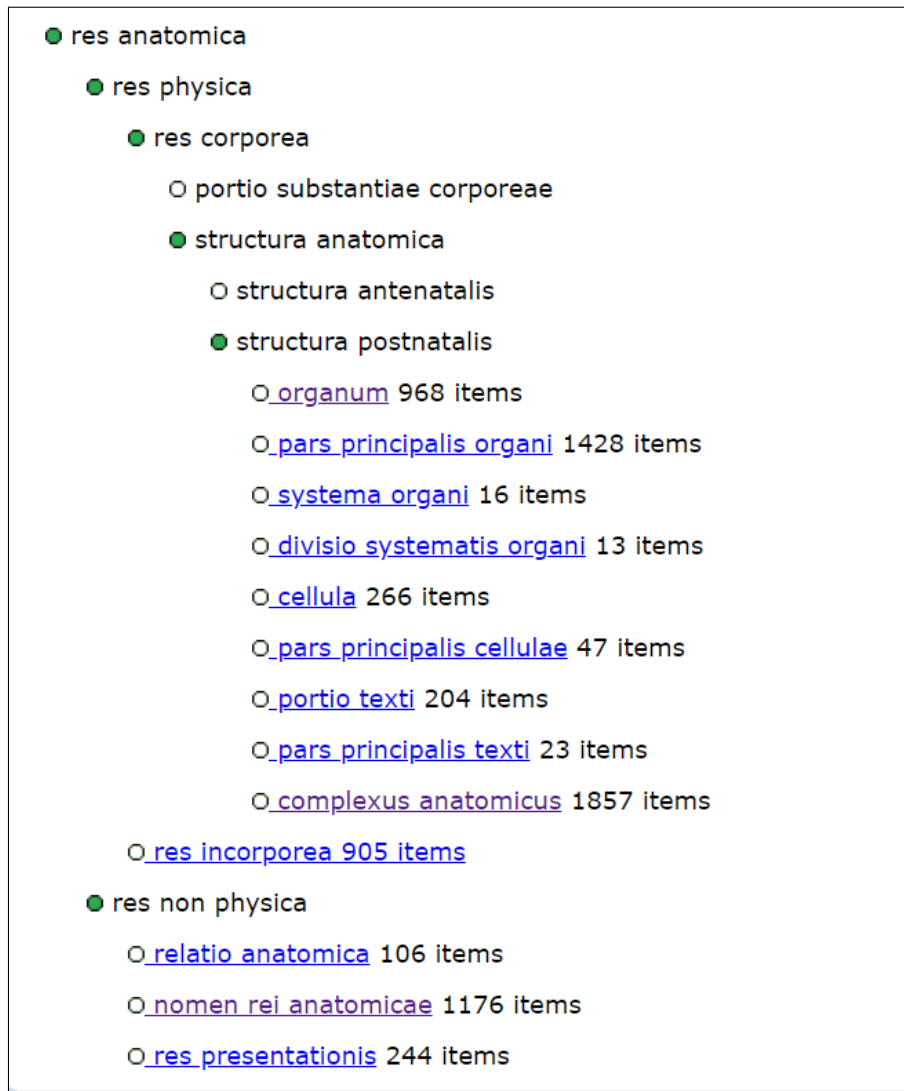 res anatomica
res physica
res corporea
portio substantiae corporeae
structura anatomica
structura antenatalis
structura postnatalis
organum 968 items
pars principalis organi 1428 items
systema organi 16 items
divisio systematis organi 13 items
cellula 266 items
pars principalis cellulae 47 items
portio texti 204 items
pars principalis texti 23 items
complexus anatomicus 1857 items
res incorporea 905 items
res non physica
relatio anatomica 106 items
nomen rei anatomicae 1176 items
res presentationis 244 items